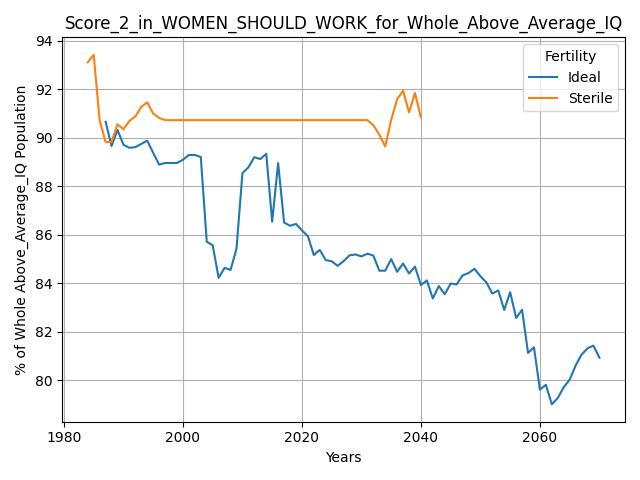 Score_2_in_WOMEN_SHOULD_WORK_for_Whole_Above_Average_IQ
% of Whole Above_Average_IQ Population
94
92
90
88
86
84
82
80
Fertility
Ideal
Sterile
1980
2000
2020
2040
2060
Years